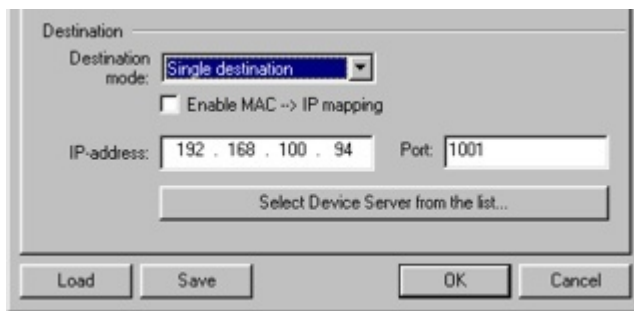 Destination
Destination mode: Single destination
Enable MAC --> IP mapping
IP-address: 192 . 168 . 100 . 94 Port: 1001
Select Device Server from the list...
Load Save OK Cancel